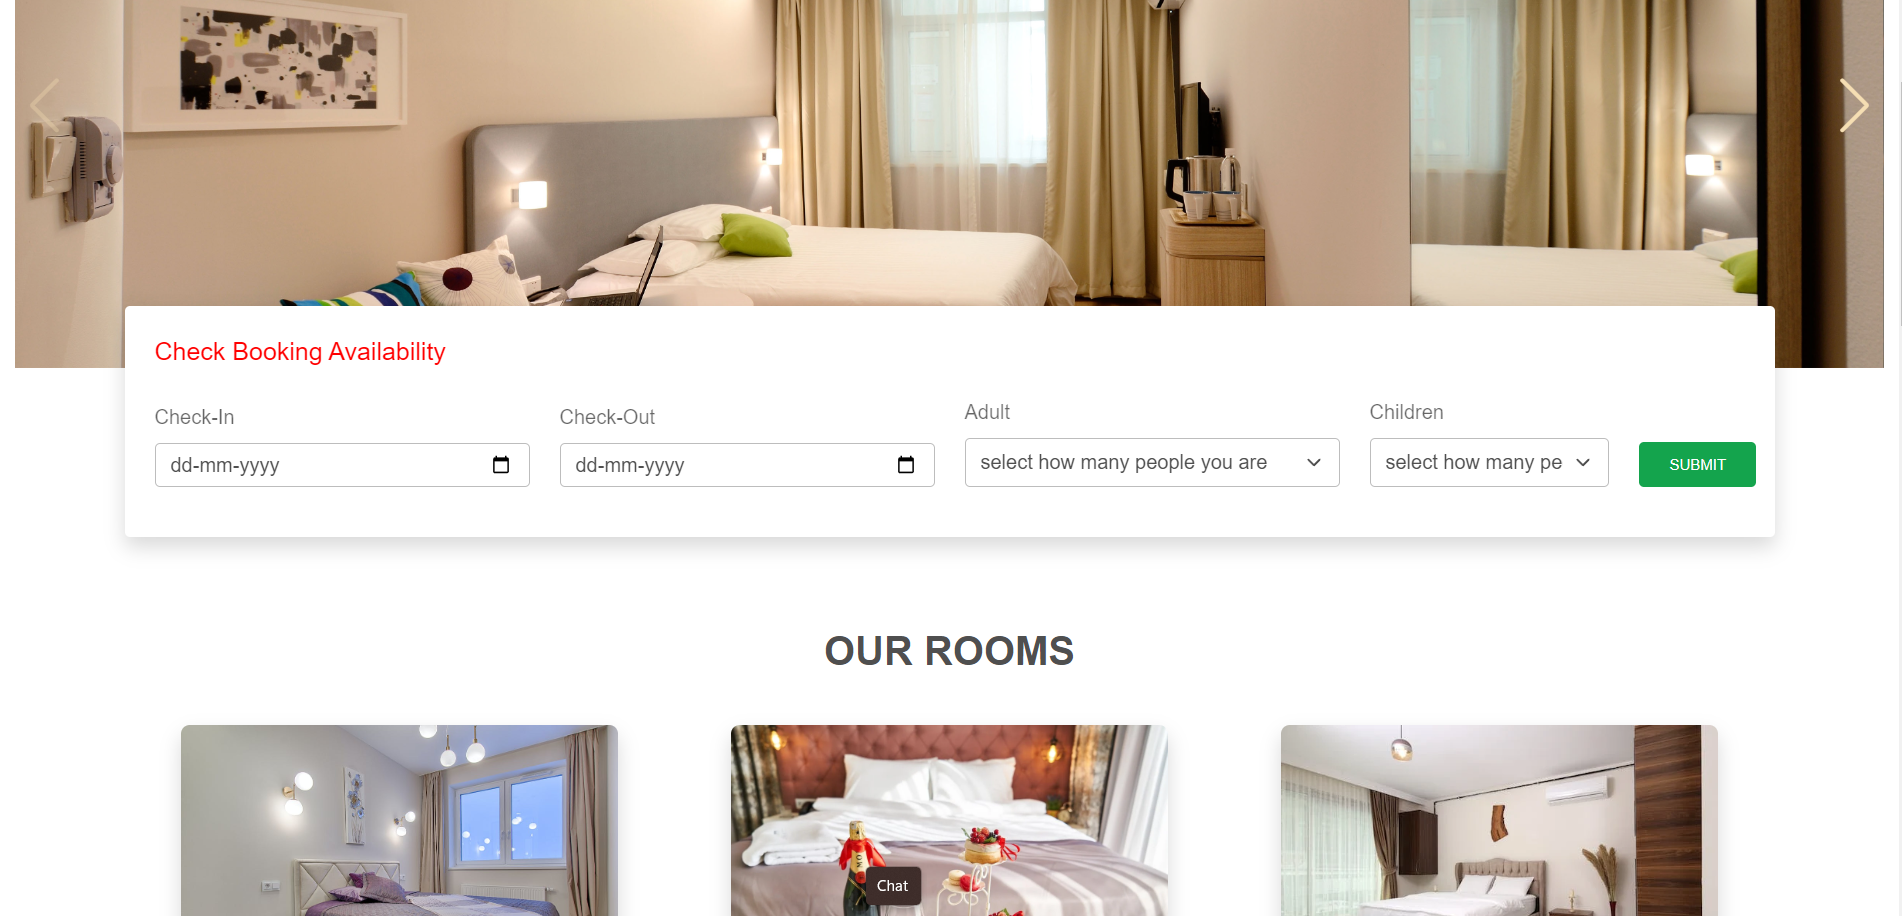 Check Booking Availability
Check-In
Check-Out
Adult
Children
dd-mm-yyyy
dd-mm-yyyy
select how many people you are
select how many pe
SUBMIT
OUR ROOMS
Chat